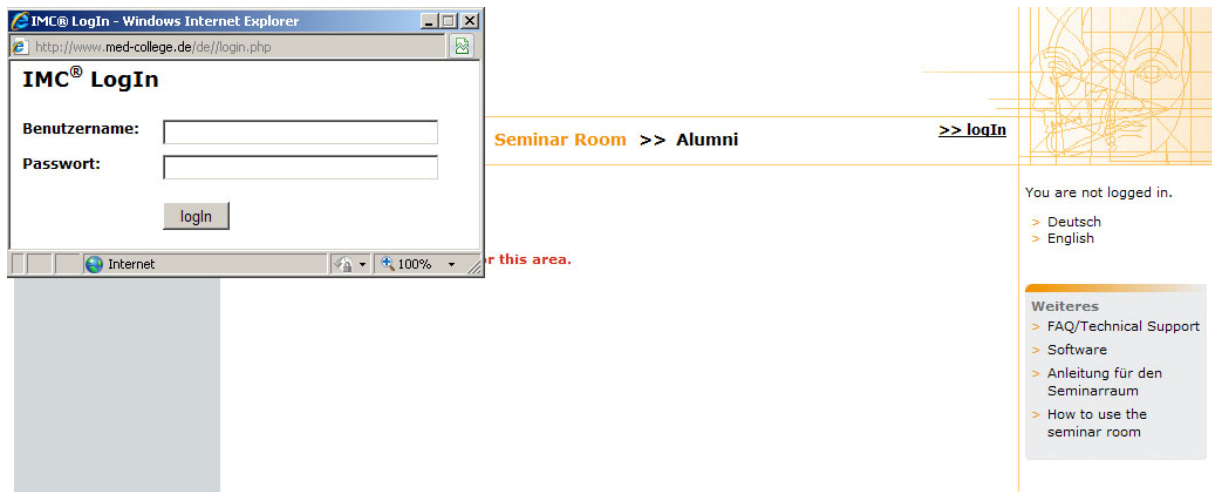 IMC® LogIn - Windows Internet Explorer
http://www.med-college.de/de//login.php
IMC® LogIn
Benutzername:
Passwort:
logIn
Internet
100%
Seminar Room >> Alumni
>> logIn
for this area.
You are not logged in.
> Deutsch
> English
Weiteres
> FAQ/Technical Support
> Software
> Anleitung für den
Seminarraum
> How to use the
seminar room